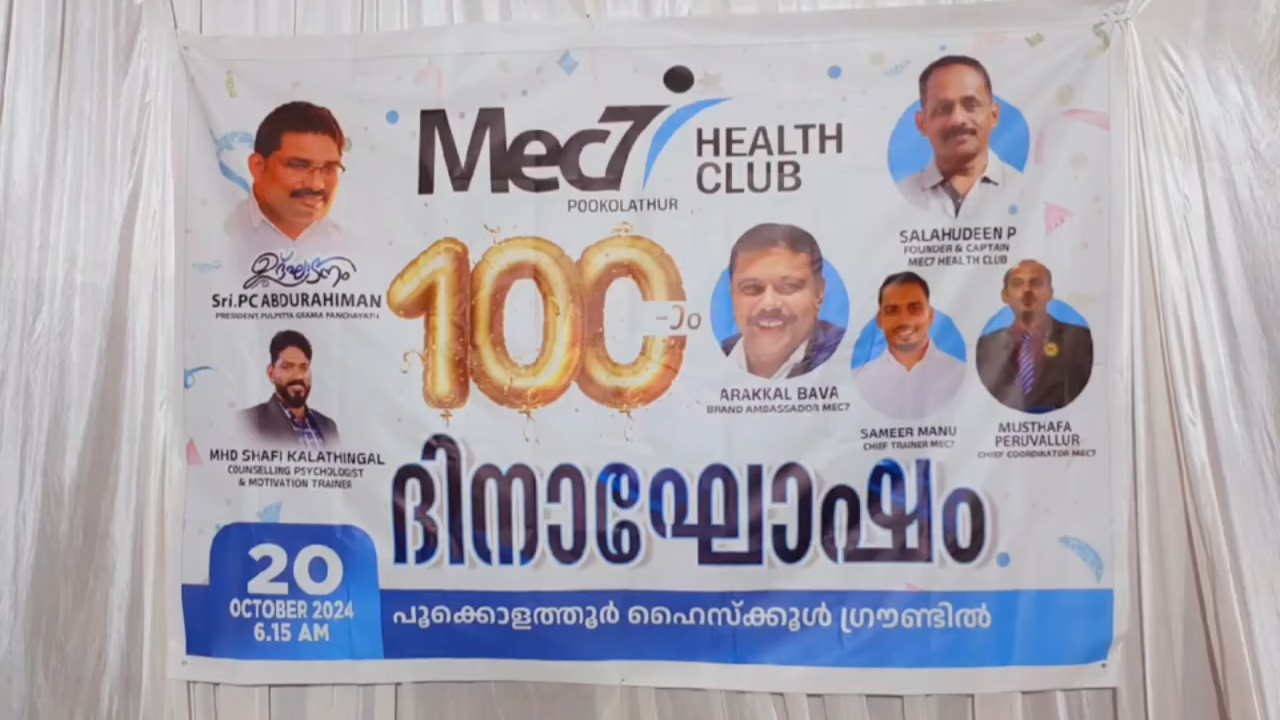 Mec7 HEALTH CLUB
POOKOLATHUR
ഉദ്ഘാടനം
Sri.PC ABDURAHIMAN
PRESIDENT, PULPATTA GRAMA PANCHAYATH
MHD SHAFI KALATHINGAL
COUNSELLING PSYCHOLOGIST
& MOTIVATION TRAINER
100-ാം
ദിനാഘോഷം
SALAHUDEEN P
FOUNDER & CAPTAIN
MEC7 HEALTH CLUB
ARAKKAL BAVA
BRAND AMBASSADOR MEC7
SAMEER MANU
CHIEF TRAINER MEC7
MUSTHAFA
PERUVALLUR
CHIEF COORDINATOR MEC7
20
OCTOBER 2024
6.15 AM
പൂക്കൊളത്തൂർ ഹൈസ്ക്കൂൾ ഗ്രൗണ്ടിൽ